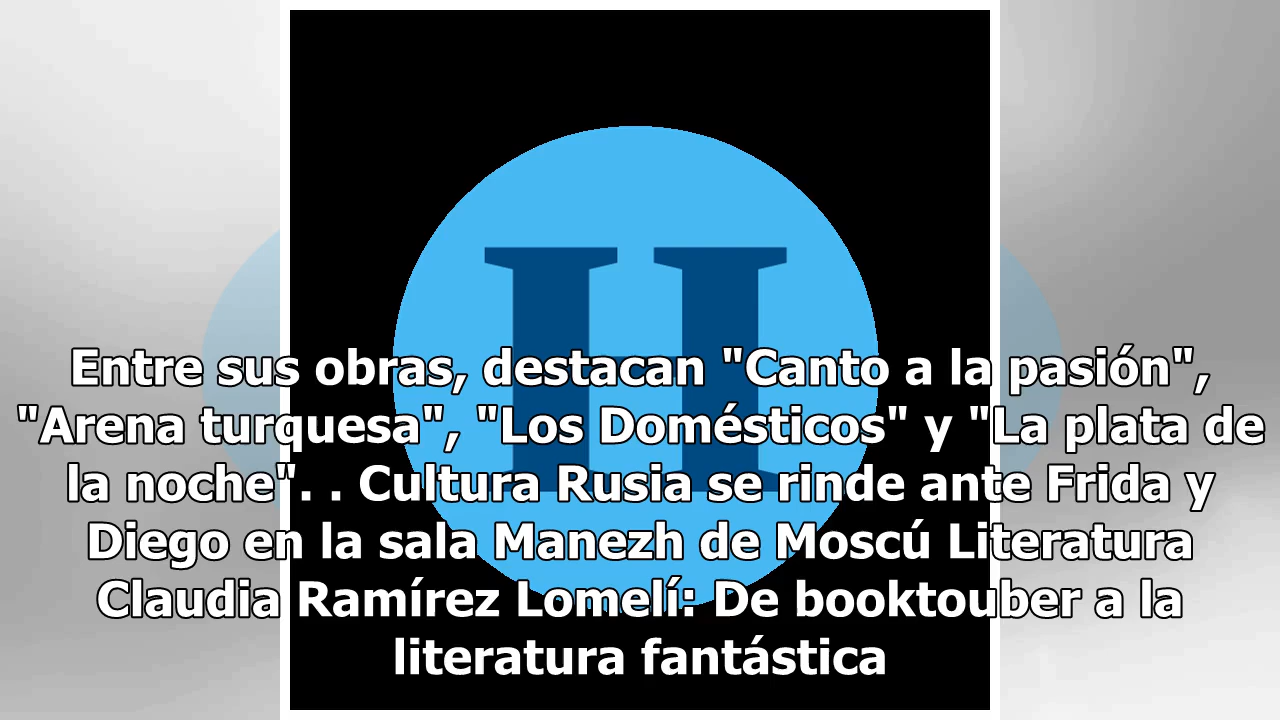 H
Entre sus obras, destacan "Canto a la pasión",
"Arena turquesa", "Los Domésticos" y "La plata de
la noche". . Cultura Rusia se rinde ante Frida y
Diego en la sala Manezh de Moscú Literatura
Claudia Ramírez Lomelí: De booktouber a la
literatura fantástica